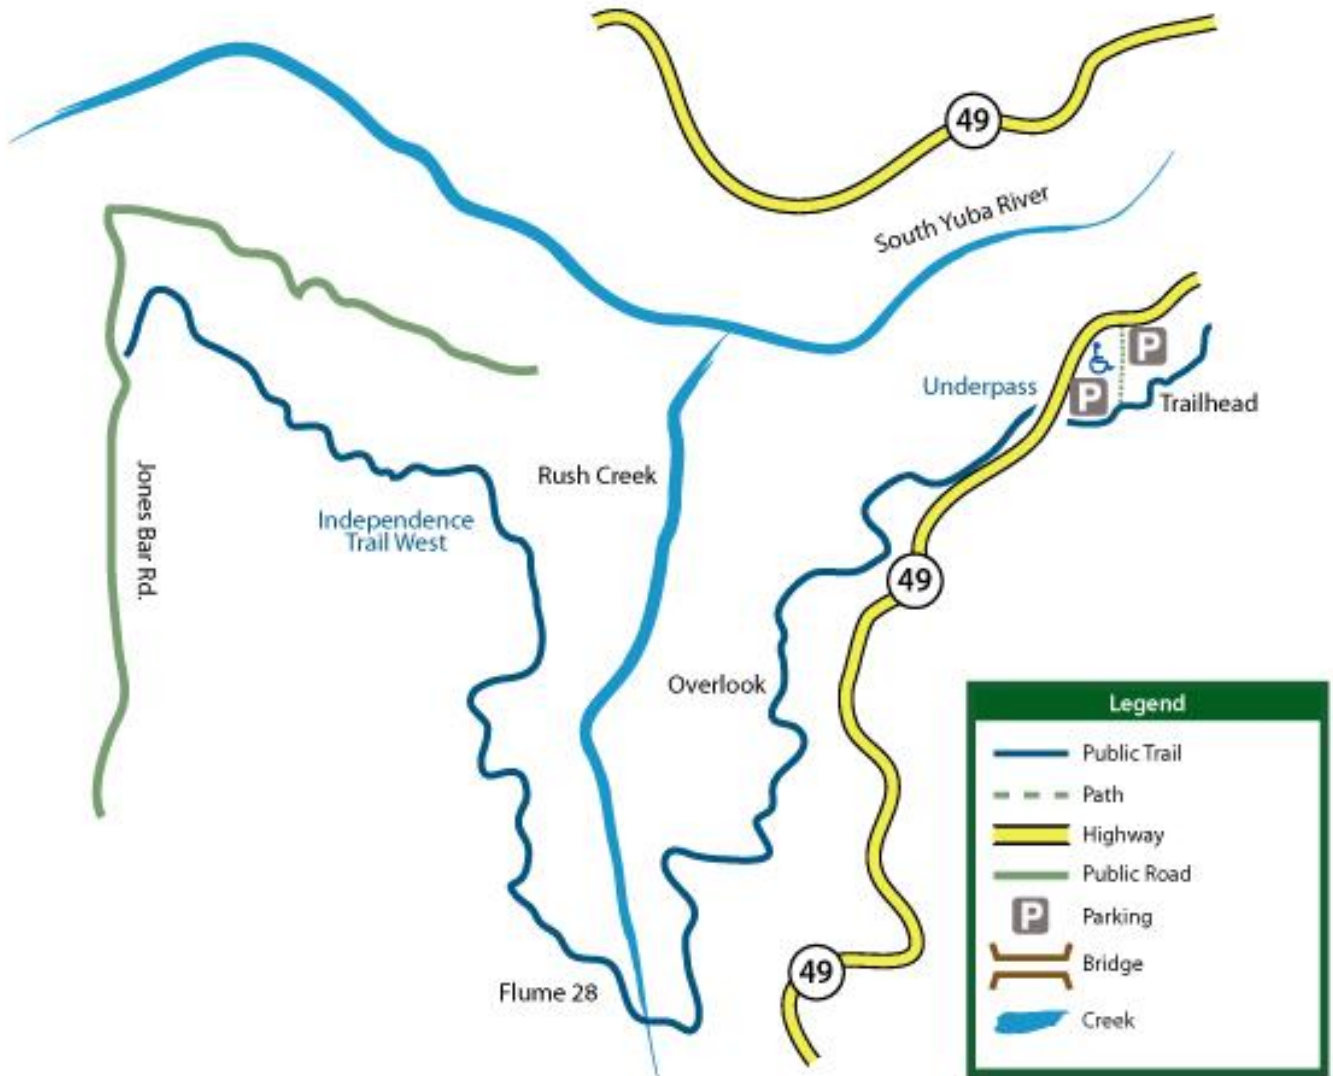 49
South Yuba River
P
P
Underpass
Trailhead
Rush Creek
Jones Bar Rd.
Independence
Trail West
49
Overlook
Legend
Public Trail
Path
Highway
Public Road
P
Parking
Bridge
Creek
49
Flume 28